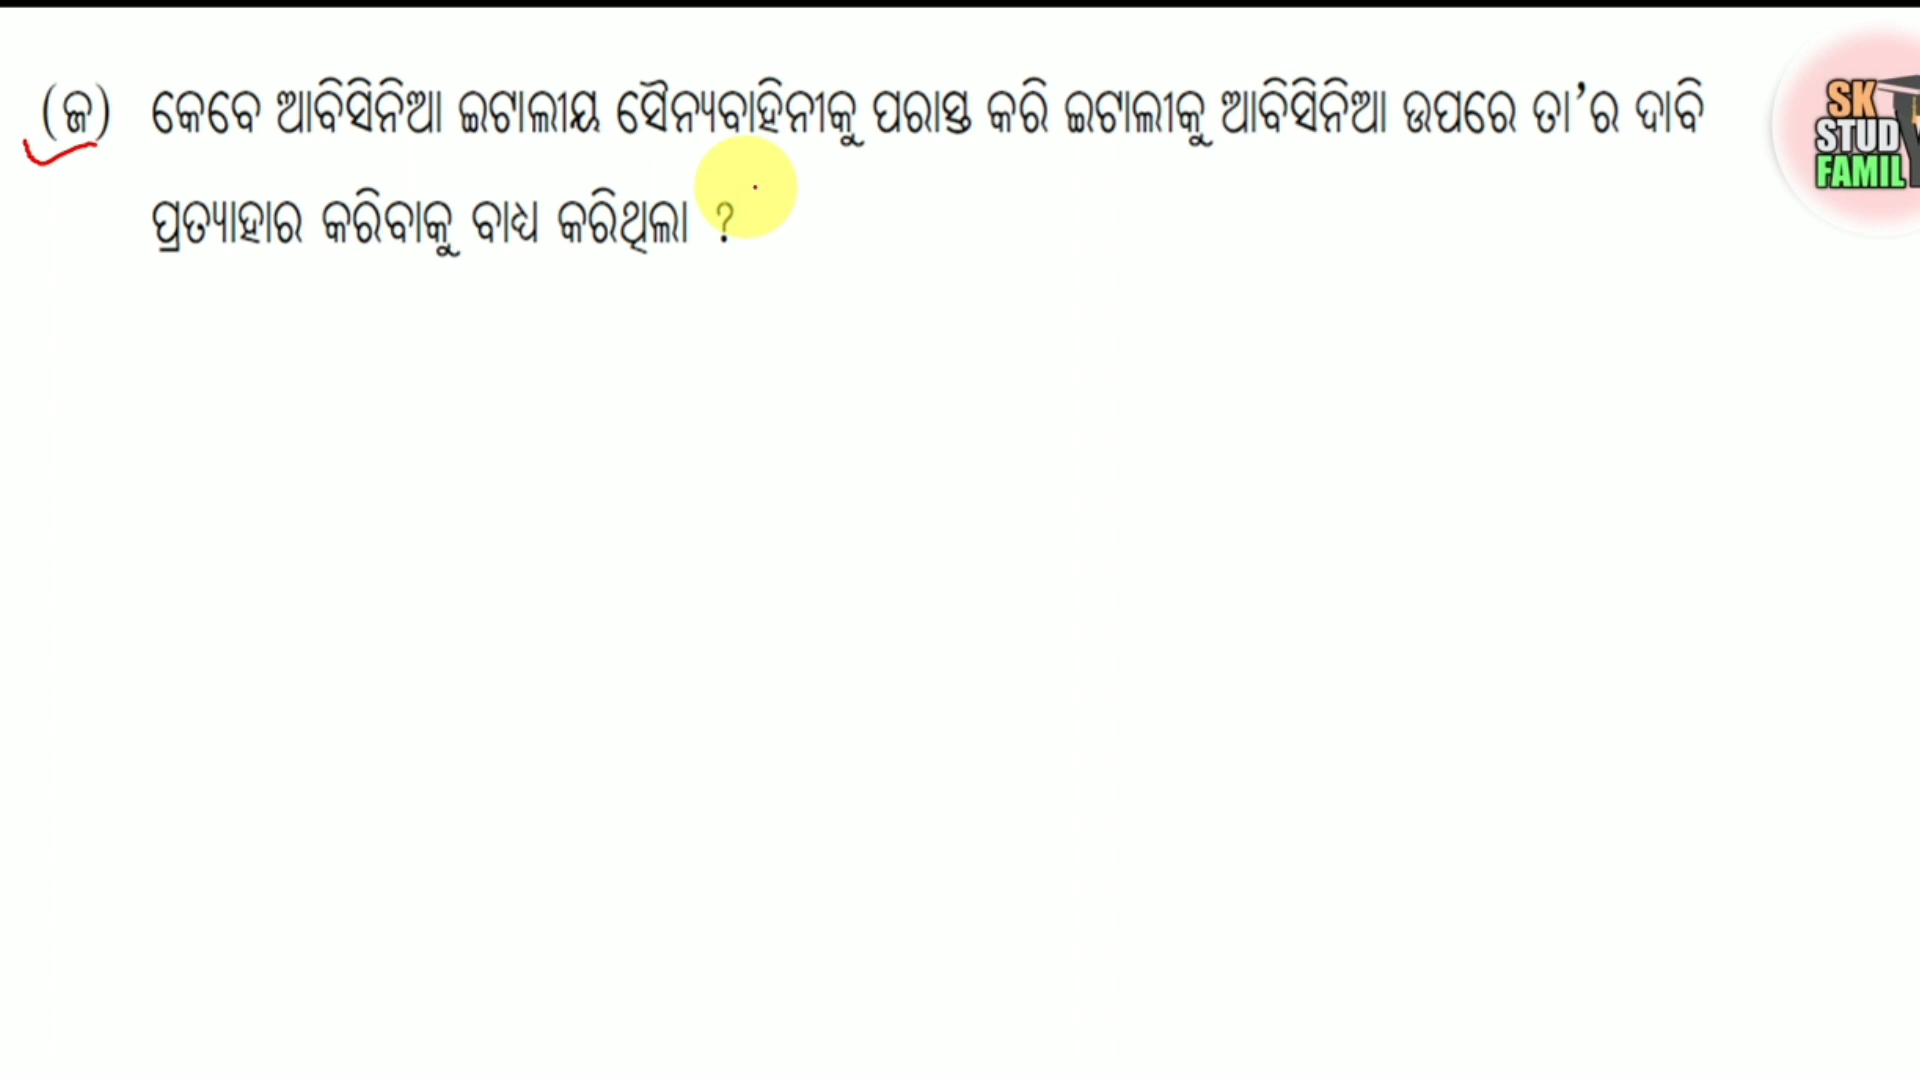 (ଜ) କେବେ ଆବିସିନିଆ ଇଟାଲୀୟ ସୈନ୍ୟବାହିନୀକୁ ପରାସ୍ତ କରି ଇଟାଲୀକୁ ଆବିସିନିଆ ଉପରେ ତା’ର ଦାବି
ପ୍ରତ୍ୟାହାର କରିବାକୁ ବାଧ୍ୟ କରିଥିଲା ?
SK
STUD
FAMIL